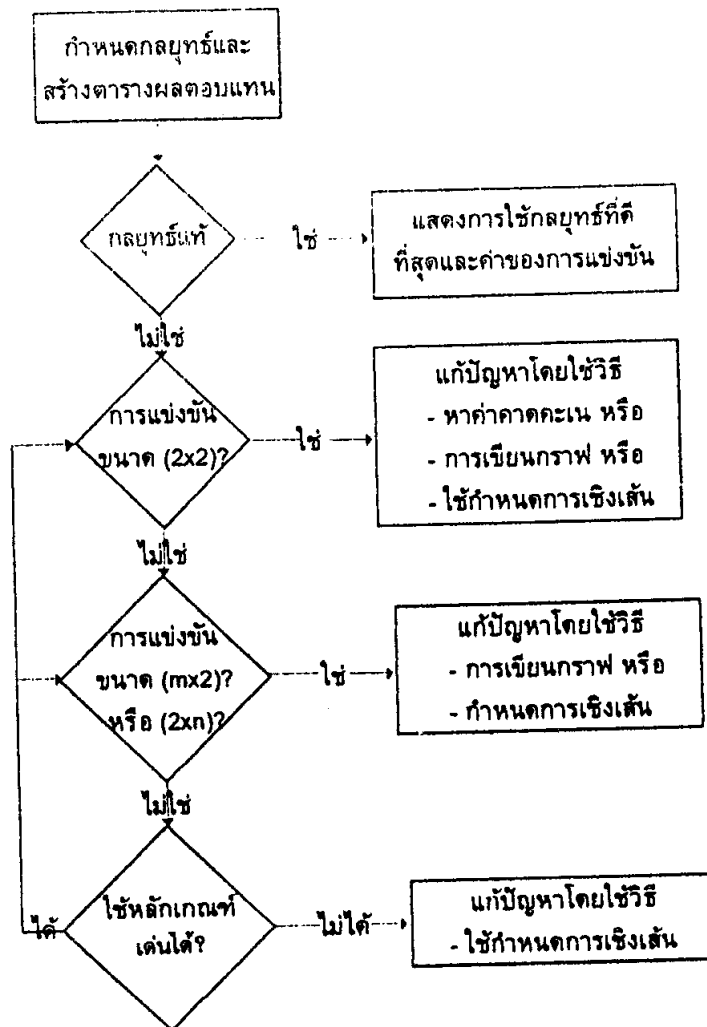 กำหนดกลยุทธ์และ
สร้างตารางผลตอบแทน
กลยุทธ์แท้
ใช่
แสดงการใช้กลยุทธ์ที่ดี
ที่สุดและค่าของการแข่งขัน
ไม่ใช่
การแข่งขัน
ขนาด (2x2)?
ใช่
แก้ปัญหาโดยใช้วิธี
- หาค่าคาดคะเน หรือ
- การเขียนกราฟ หรือ
- ใช้กำหนดการเชิงเส้น
ไม่ใช่
การแข่งขัน
ขนาด (mx2)?
หรือ (2xn)?
ใช่
แก้ปัญหาโดยใช้วิธี
- การเขียนกราฟ หรือ
- กำหนดการเชิงเส้น
ไม่ใช่
ใช้หลักเกณฑ์
เด่นได้?
ได้
ไม่ได้
แก้ปัญหาโดยใช้วิธี
- ใช้กำหนดการเชิงเส้น